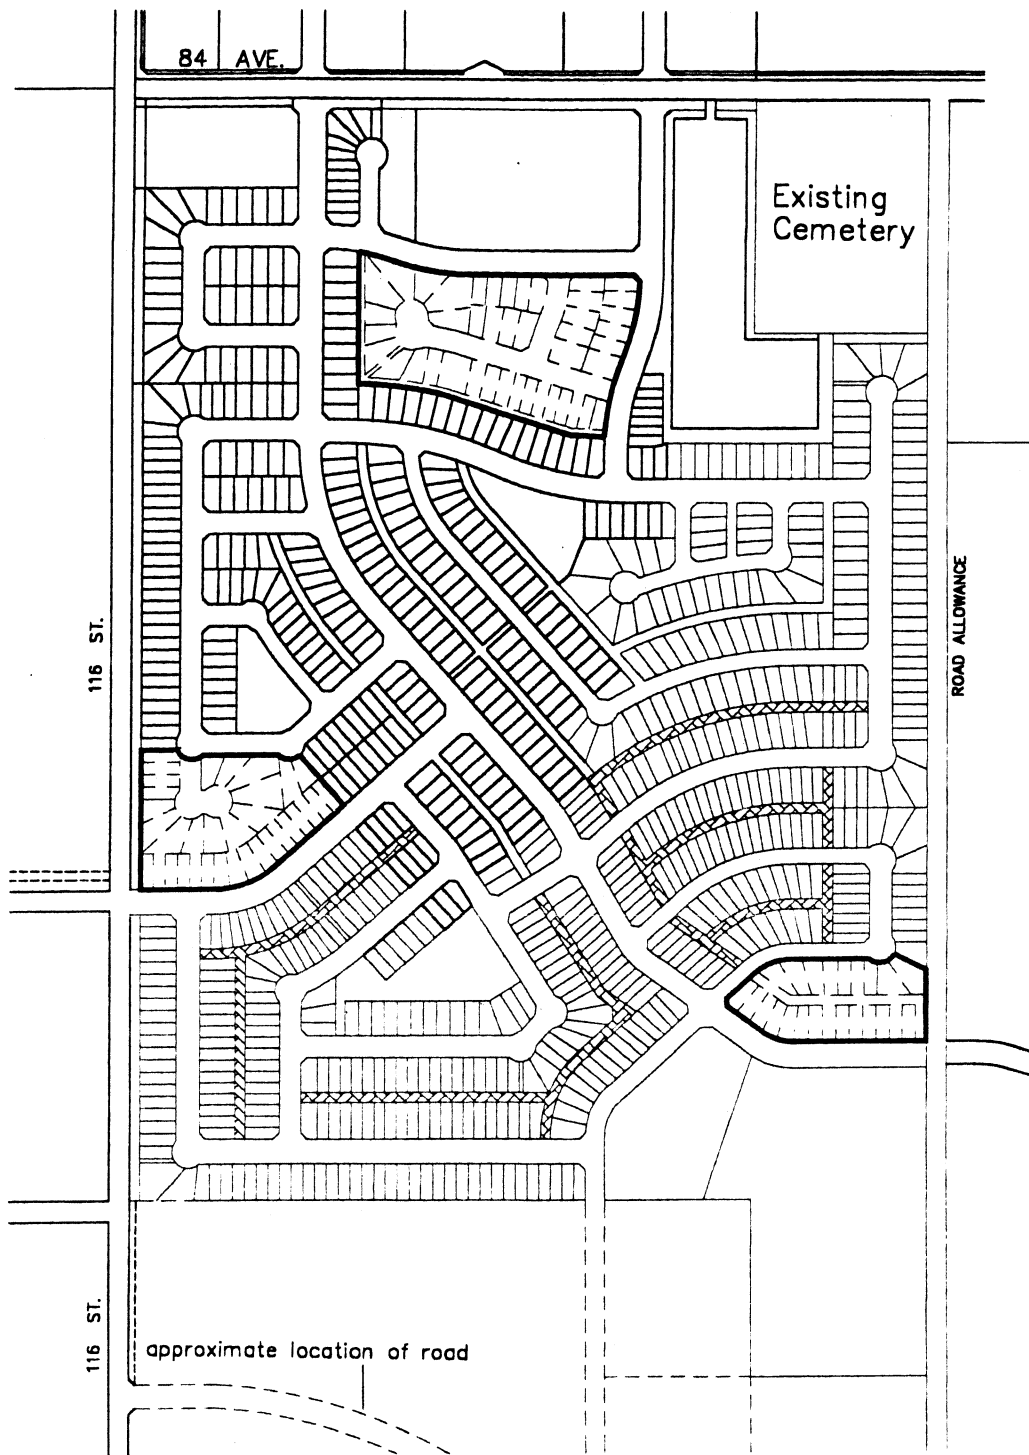 84 AVE.
Existing
Cemetery
116 ST.
ROAD ALLOWANCE
116 ST.
approximate location of road